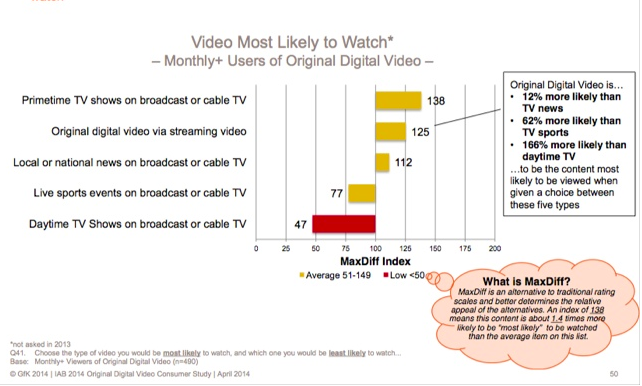 Video Most Likely to Watch*
– Monthly+ Users of Original Digital Video –
Primetime TV shows on broadcast or cable TV
138
Original digital video via streaming video
125
Local or national news on broadcast or cable TV
112
Live sports events on broadcast or cable TV
77
Daytime TV Shows on broadcast or cable TV
47
0 25 50 75 100 125 150 175 200
MaxDiff Index
Average 51-149 Low <50
Original Digital Video is…
• 12% more likely than
TV news
• 62% more likely than
TV sports
• 166% more likely than
daytime TV
…to be the content most
likely to be viewed when
given a choice between
these five types
What is MaxDiff?
MaxDiff is an alternative to traditional rating
scales and better determines the relative
appeal of the alternatives. An index of 138
means this content is about 1.4 times more
likely to be "most likely" to be watched
than the average item on this list.
*not asked in 2013
Q41. Choose the type of video you would be most likely to watch, and which one you would be least likely to watch...
Base: Monthly+ Viewers of Original Digital Video (n=490)
© GfK 2014 | IAB 2014 Original Digital Video Consumer Study | April 2014
50